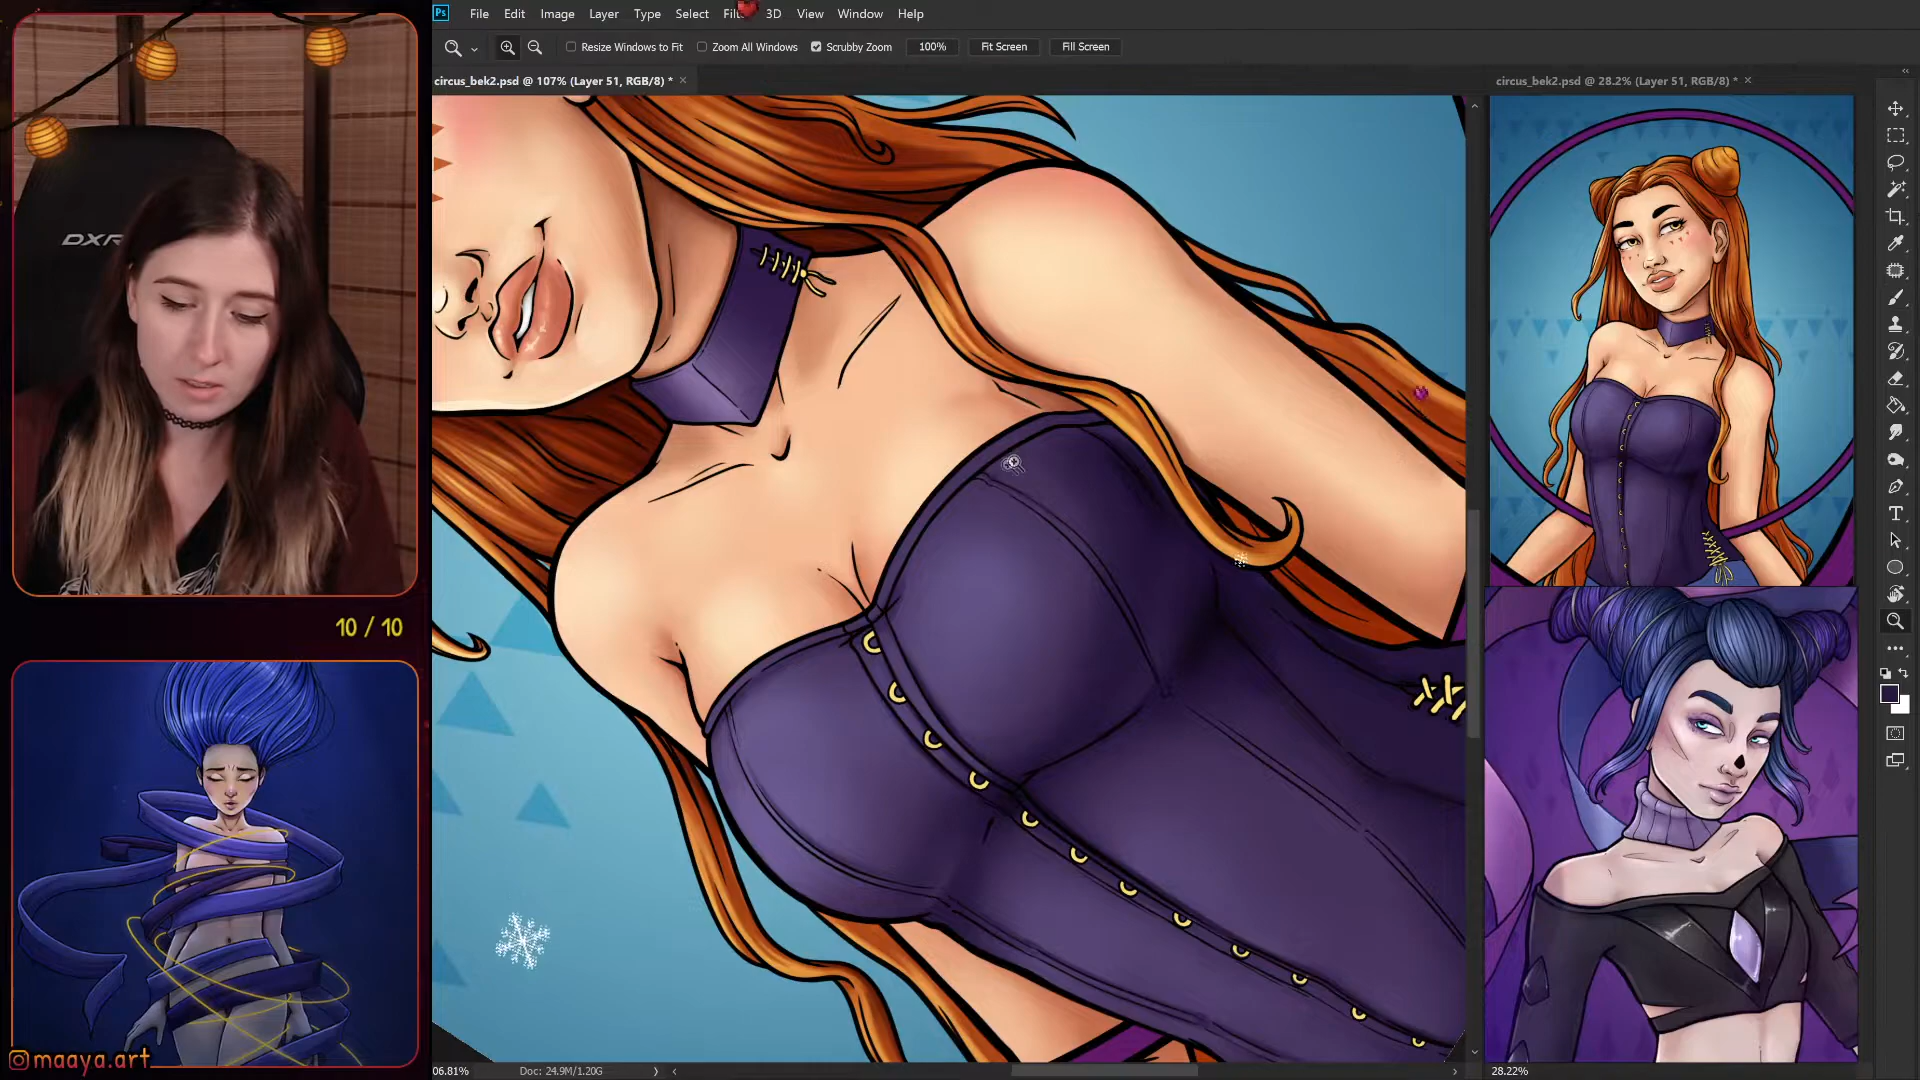 Ps File Edit Image Layer Type Select Filt 3D View Window Help
Resize Windows to Fit Zoom All Windows Scrubby Zoom 100% Fit Screen Fill Screen
circus_bek2.psd @ 107% (Layer 51, RGB/8) * ×
circus_bek2.psd @ 28.2% (Layer 51, RGB/8) * ×
DXR
10 / 10
maaya.art
06.81% Doc: 24.9M/1.20G
28.22%